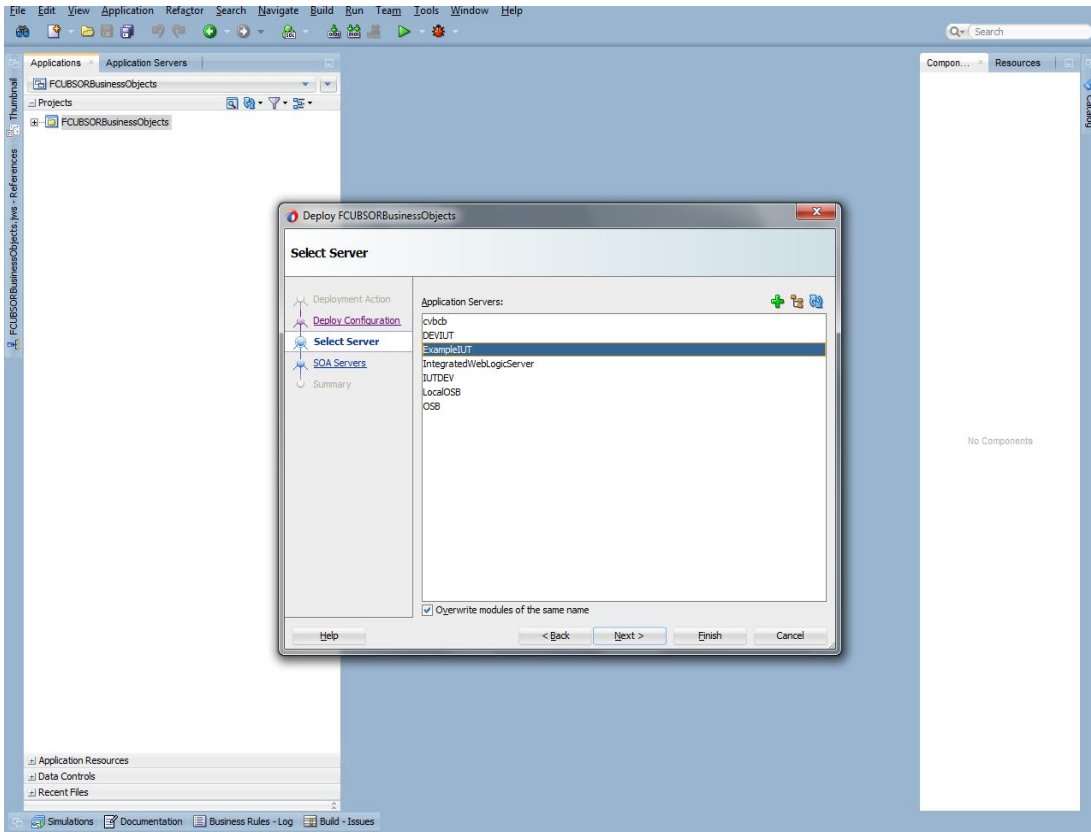 File Edit View Application Refactor Search Navigate Build Run Team Tools Window Help
Search
Applications Application Servers
Compon... Resources
FCUBSORBusinessObjects
Projects
FCUBSORBusinessObjects
Thumbnail
FCUBSORBusinessObjects.jws - References
Catalog
Deploy FCUBSORBusinessObjects
Select Server
Deployment Action
Deploy Configuration
Select Server
SOA Servers
Summary
Application Servers:
cvbcb
DEVIUT
ExampleIUT
IntegratedWebLogicServer
IUTDEV
LocalOSB
OSB
Overwrite modules of the same name
Help < Back Next > Finish Cancel
No Components
Application Resources
Data Controls
Recent Files
Simulations Documentation Business Rules - Log Build - Issues